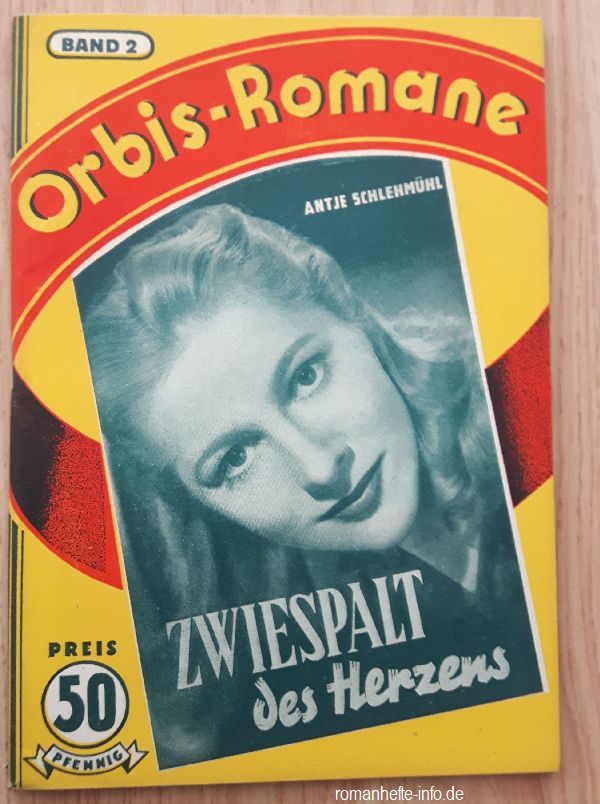 BAND 2
Orbis-Romane
ANTJE SCHLEHMÜHL
ZWIESPALT
des Herzens
PREIS
50
PFENNIG
romanhefte-info.de